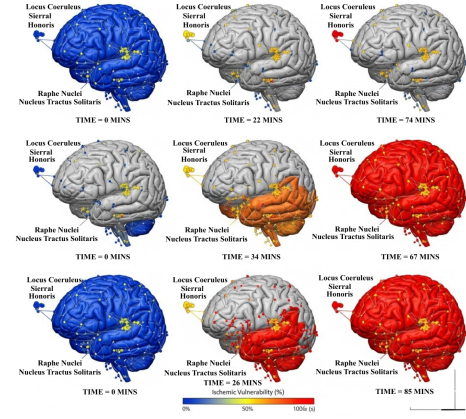 Locus Coeruleus
Sierral
Honoris
Raphe Nuclei
Nucleus Tractus Solitaris
TIME = 0 MINS
Locus Coeruleus
Sierral
Honoris
Raphe Nuclei
Nucleus Tractus Solitaris
TIME = 22 MINS
Locus Coeruleus
Sierral
Honoris
Raphe Nuclei
Nucleus Tractus Solitaris
TIME = 74 MINS
Locus Coeruleus
Sierral
Honoris
Raphe Nuclei
Nucleus Tractus Solitaris
TIME = 0 MINS
Locus Coeruleus
Sierral
Honoris
Raphe Nuclei
Nucleus Tractus Solitaris
TIME = 34 MINS
Locus Coeruleus
Sierral
Honoris
Raphe Nuclei
Nucleus Tractus Solitaris
TIME = 67 MINS
Locus Coeruleus
Sierral
Honoris
Raphe Nuclei
Nucleus Tractus Solitaris
TIME = 0 MINS
Locus Coeruleus
Sierral
Honoris
Raphe Nuclei
Nucleus Tractus Solitaris
TIME = 26 MINS
Locus Coeruleus
Sierral
Honoris
Raphe Nuclei
Nucleus Tractus Solitaris
TIME = 85 MINS
Ischemic Vulnerability (%)
0% 50% (s)